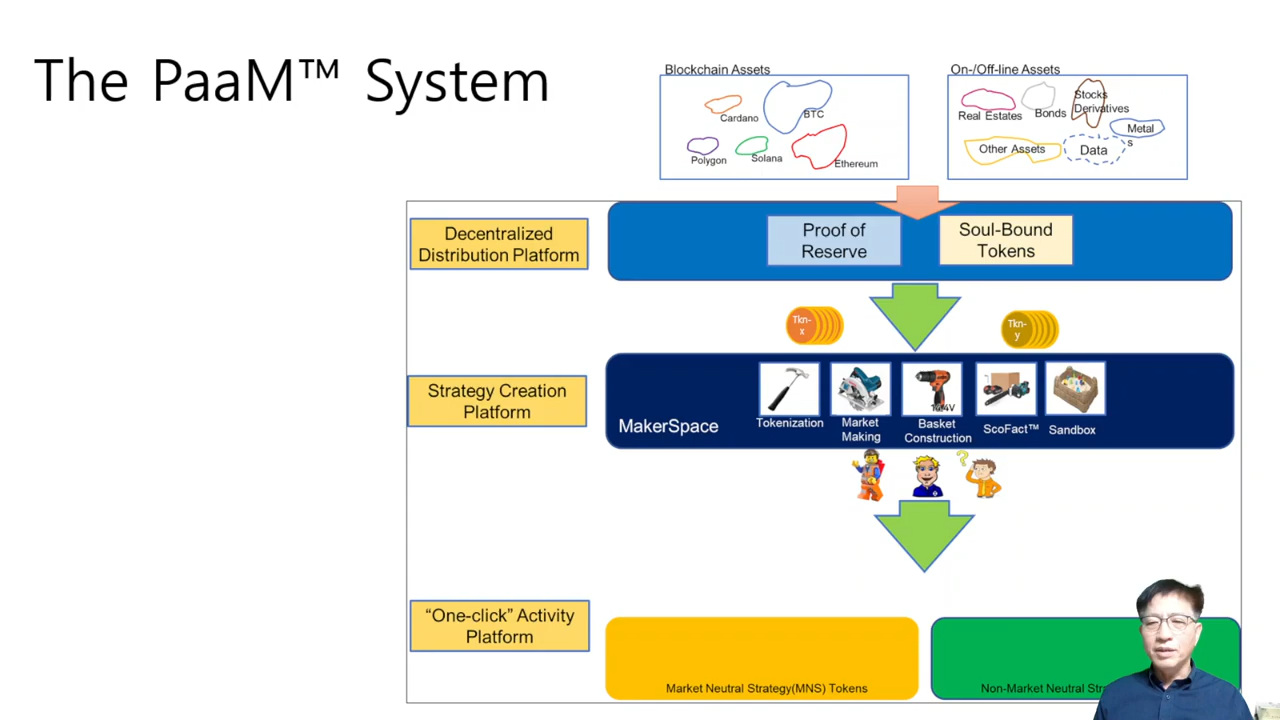 The PaaM™ System
Blockchain Assets
Cardano
BTC
Polygon
Solana
Ethereum
On-/Off-line Assets
Real Estates
Bonds
Stocks
Derivatives
Metal
s
Other Assets
Data
Decentralized
Distribution Platform
Proof of
Reserve
Soul-Bound
Tokens
Tkn-
x
Tkn-
y
Strategy Creation
Platform
MakerSpace
Tokenization
Market
Making
Basket
Construction
ScoFact™
Sandbox
“One-click” Activity
Platform
Market Neutral Strategy(MNS) Tokens
Non-Market Neutral